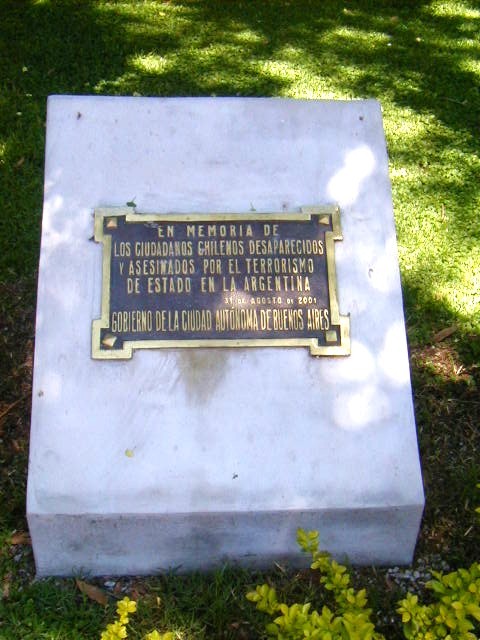 EN MEMORIA DE
LOS CIUDADANOS CHILENOS DESAPARECIDOS
Y ASESINADOS POR EL TERRORISMO
DE ESTADO EN LA ARGENTINA
31 DE AGOSTO DE 2001
GOBIERNO DE LA CIUDAD AUTÓNOMA DE BUENOS AIRES